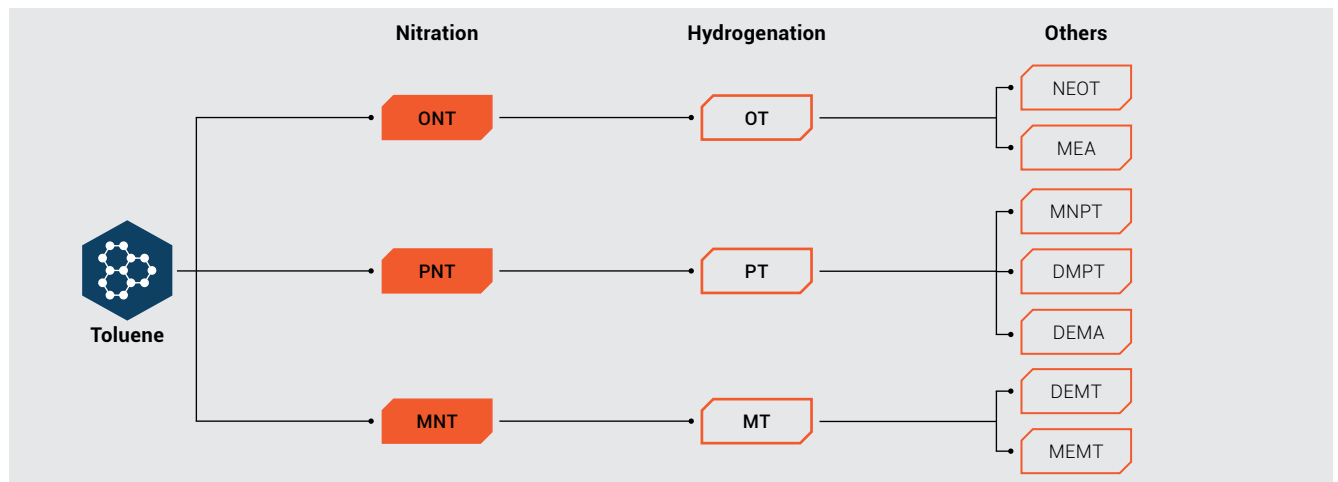 Nitration
Hydrogenation
Others
NEOT
ONT
OT
MEA
MNPT
Toluene
PNT
PT
DMPT
DEMA
DEMT
MNT
MT
MEMT